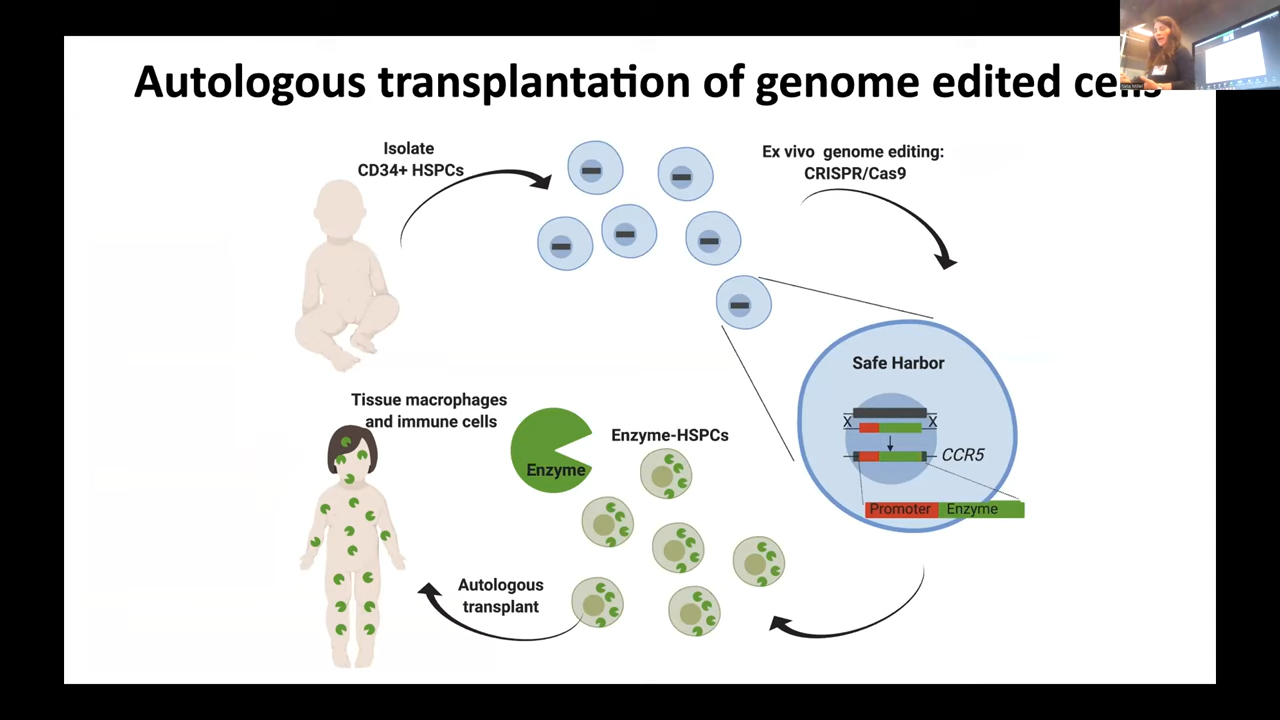 Autologous transplantation of genome edited cells
Isolate
CD34+ HSPCs
Ex vivo genome editing:
CRISPR/Cas9
Safe Harbor
X
X
CCR5
Promoter
Enzyme
Tissue macrophages
and immune cells
Enzyme
Enzyme-HSPCs
Autologous
transplant